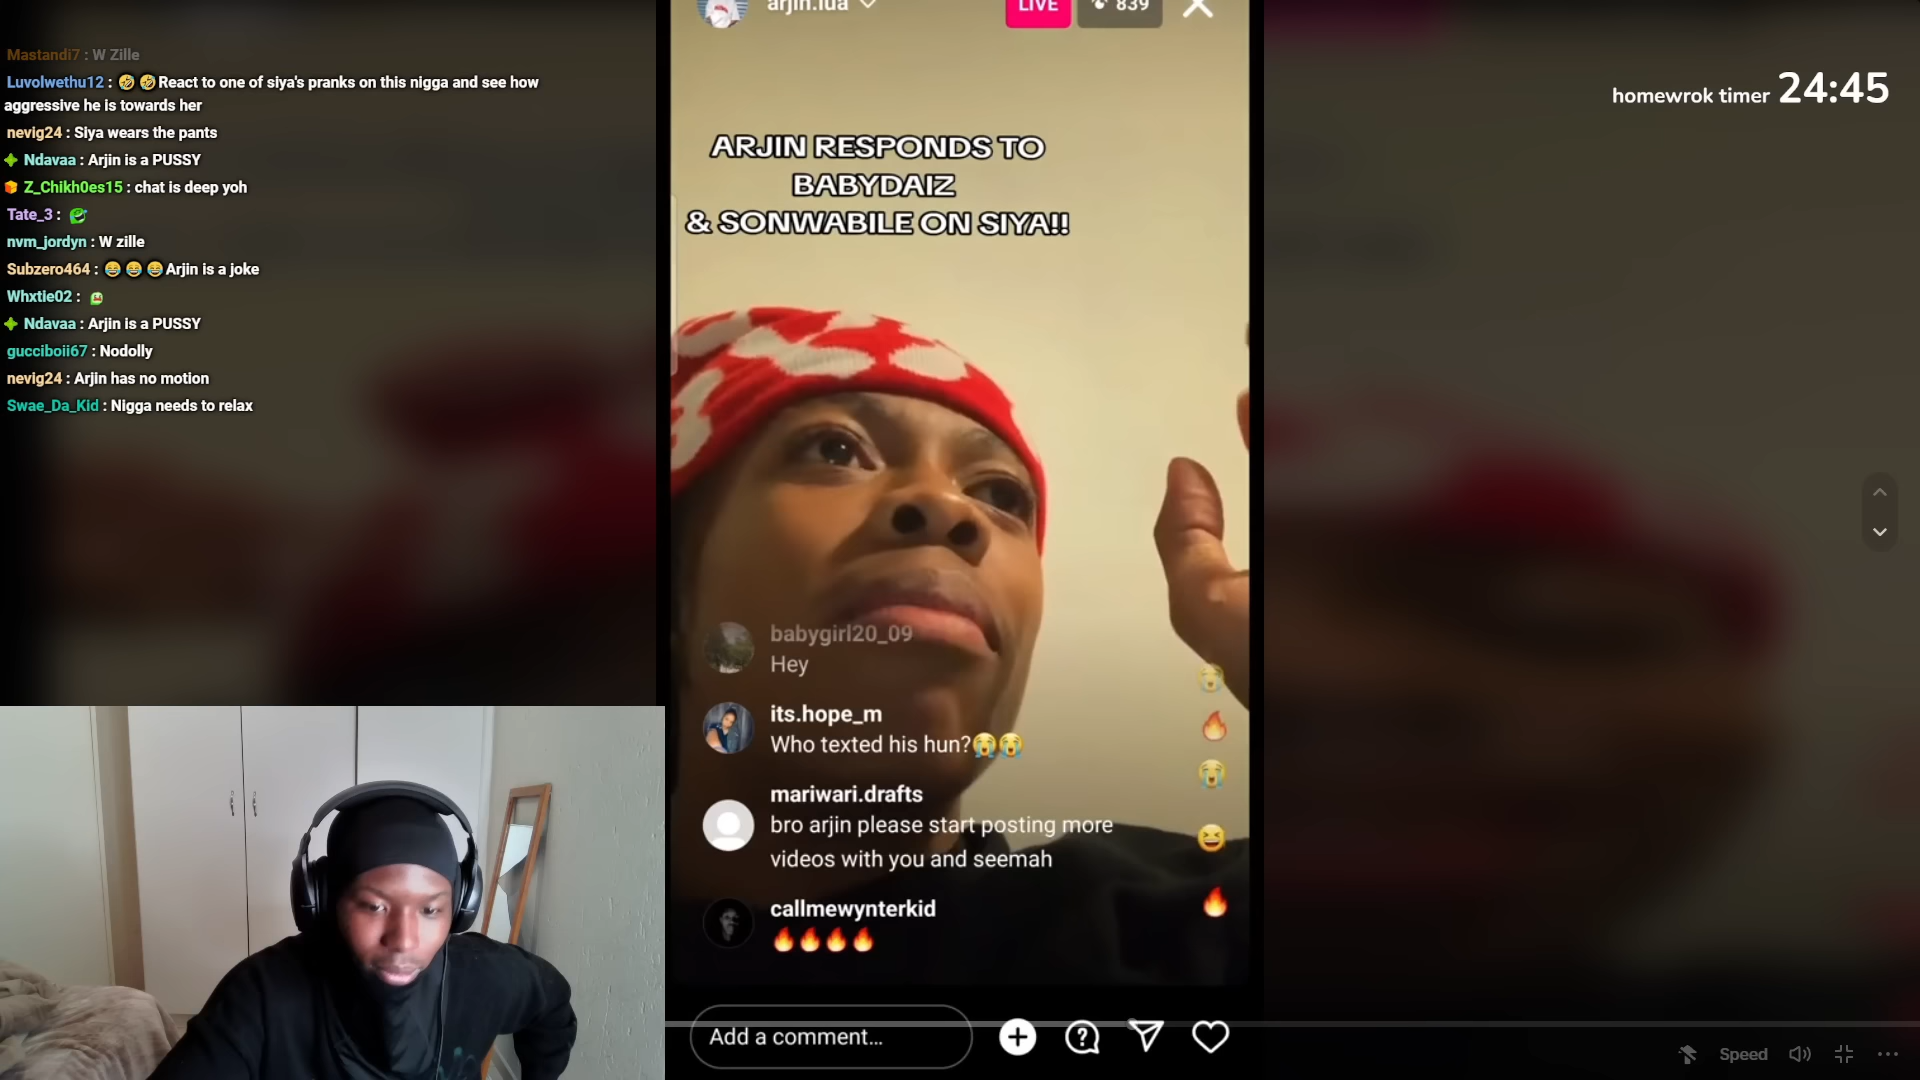 Mastandi7 : W Zille
Luvolwethu12 : 🤣 🤣 React to one of siya's pranks on this nigga and see how
aggressive he is towards her
nevig24 : Siya wears the pants
Ndavaa : Arjin is a PUSSY
Z_Chikh0es15 : chat is deep yoh
Tate_3 :
nvm_jordyn : W zille
Subzero464 : 😂 😂 😂 Arjin is a joke
Whxtie02 :
Ndavaa : Arjin is a PUSSY
gucciboii67 : Nodolly
nevig24 : Arjin has no motion
Swae_Da_Kid : Nigga needs to relax
arjin.lua
LIVE
839
homewrok timer 24:45
ARJIN RESPONDS TO
BABYDAIZ
& SONWABILE ON SIYA!!
babygirl20_09
Hey
its.hope_m
Who texted his hun?😭😭
mariwari.drafts
bro arjin please start posting more
videos with you and seemah
callmewynterkid
🔥🔥🔥🔥
Add a comment...
Speed